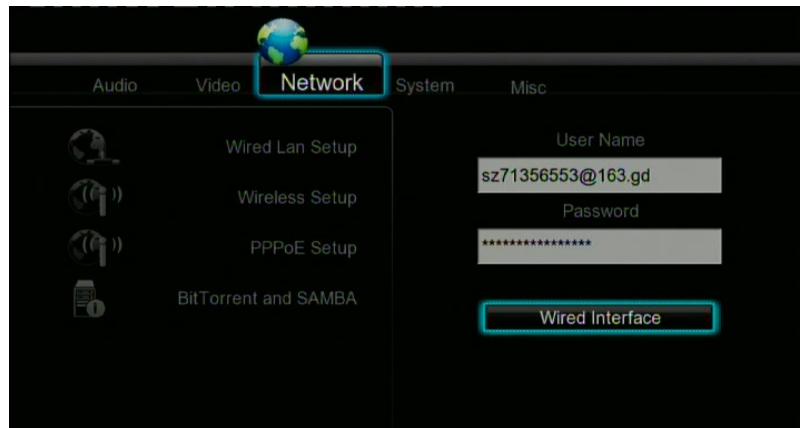 Audio Video Network System Misc
Wired Lan Setup
Wireless Setup
PPPoE Setup
BitTorrent and SAMBA
User Name
sz71356553@163.gd
Password
****************
Wired Interface